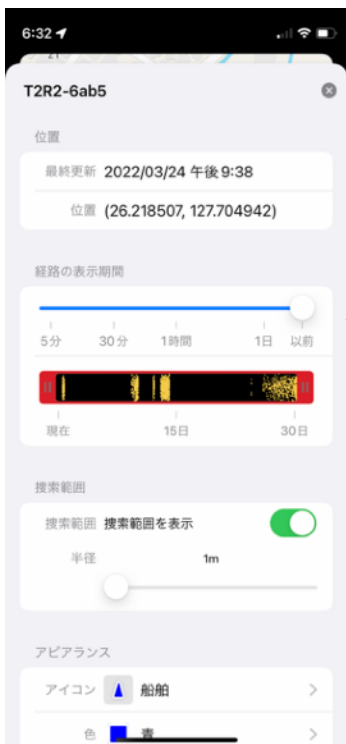 6:32
T2R2-6ab5
位置
最終更新 2022/03/24 午後9:38
位置 (26.218507, 127.704942)
経路の表示期間
5分 30分 1時間 1日 以前
現在 15日 30日
捜索範囲
捜索範囲 捜索範囲を表示
半径 1m
アピアランス
アイコン 船舶
色 青